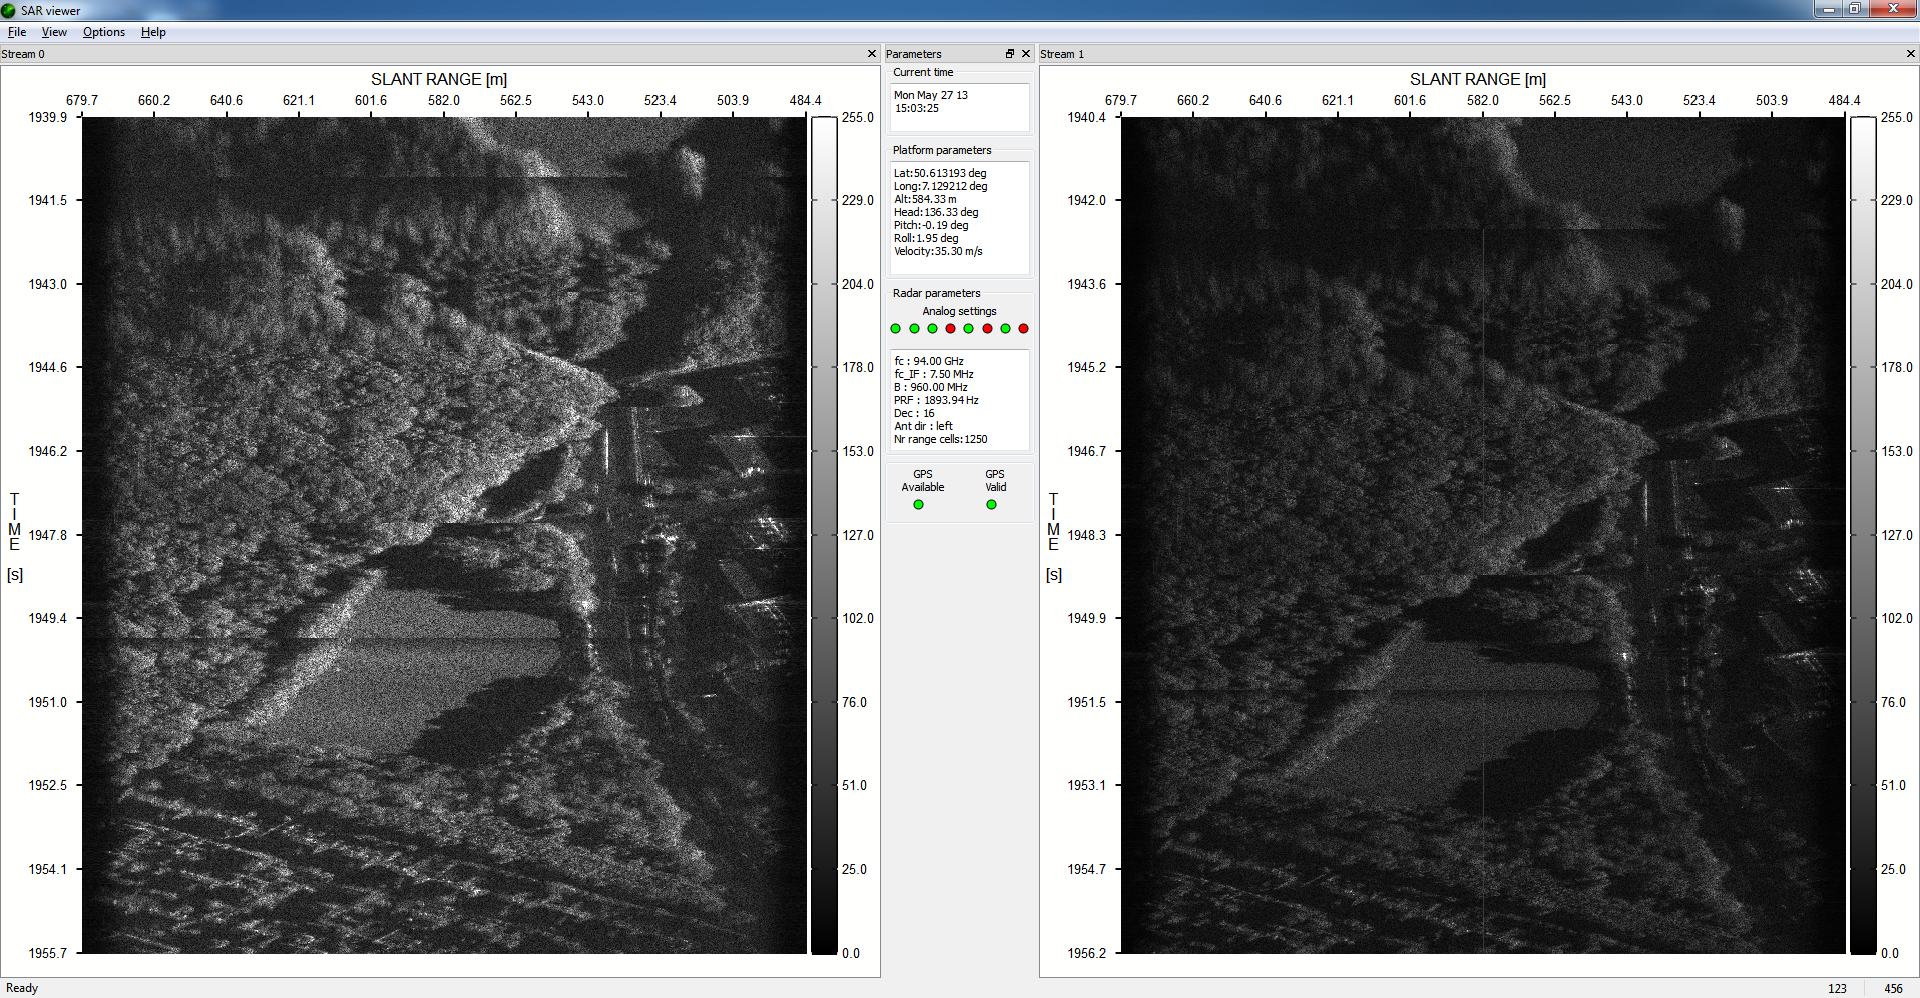 SAR viewer
File View Options Help
Stream 0
SLANT RANGE [m]
679.7 660.2 640.6 621.1 601.6 582.0 562.5 543.0 523.4 503.9 484.4
1939.9
1941.5
1943.0
1944.6
1946.2
1947.8
1949.4
1951.0
1952.5
1954.1
1955.7
TIME
[s]
255.0
229.0
204.0
178.0
153.0
127.0
102.0
76.0
51.0
25.0
0.0
Parameters
Current time
Mon May 27 13
15:03:25
Platform parameters
Lat:50.613193 deg
Long:7.129212 deg
Alt:584.33 m
Head:136.33 deg
Pitch:-0.19 deg
Roll:1.95 deg
Velocity:35.30 m/s
Radar parameters
Analog settings
fc : 94.00 GHz
fc_IF : 7.50 MHz
B : 960.00 MHz
PRF : 1893.94 Hz
Dec : 16
Ant dir : left
Nr range cells:1250
GPS Available
GPS Valid
Stream 1
SLANT RANGE [m]
679.7 660.2 640.6 621.1 601.6 582.0 562.5 543.0 523.4 503.9 484.4
1940.4
1942.0
1943.6
1945.2
1946.7
1948.3
1949.9
1951.5
1953.1
1954.7
1956.2
TIME
[s]
255.0
229.0
204.0
178.0
153.0
127.0
102.0
76.0
51.0
25.0
0.0
Ready
123 456